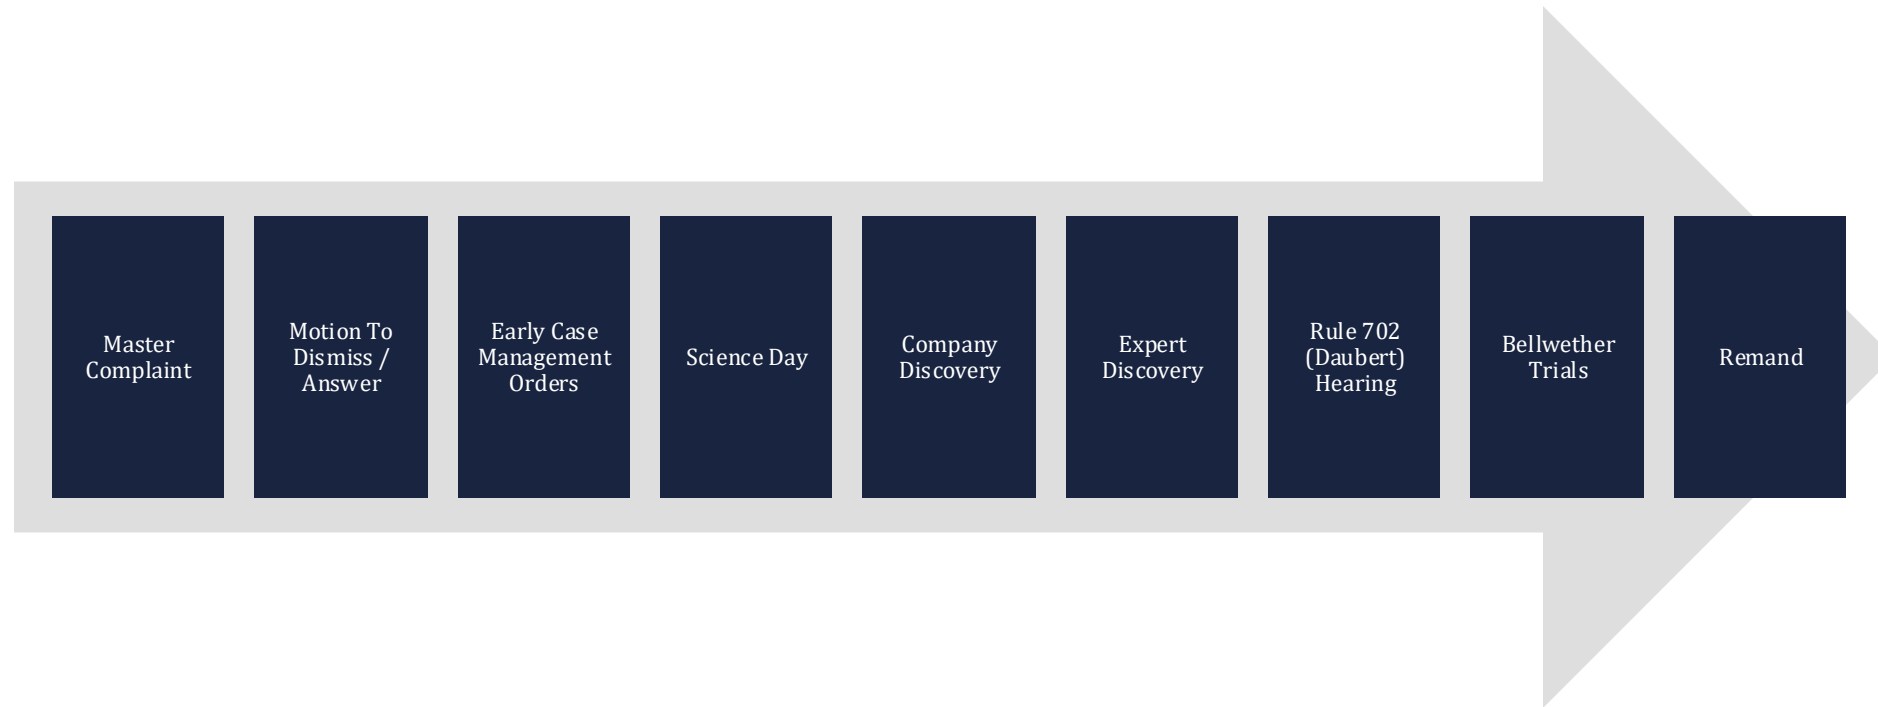 Master
Complaint
Motion To
Dismiss /
Answer
Early Case
Management
Orders
Science Day
Company
Discovery
Expert
Discovery
Rule 702
(Daubert)
Hearing
Bellwether
Trials
Remand